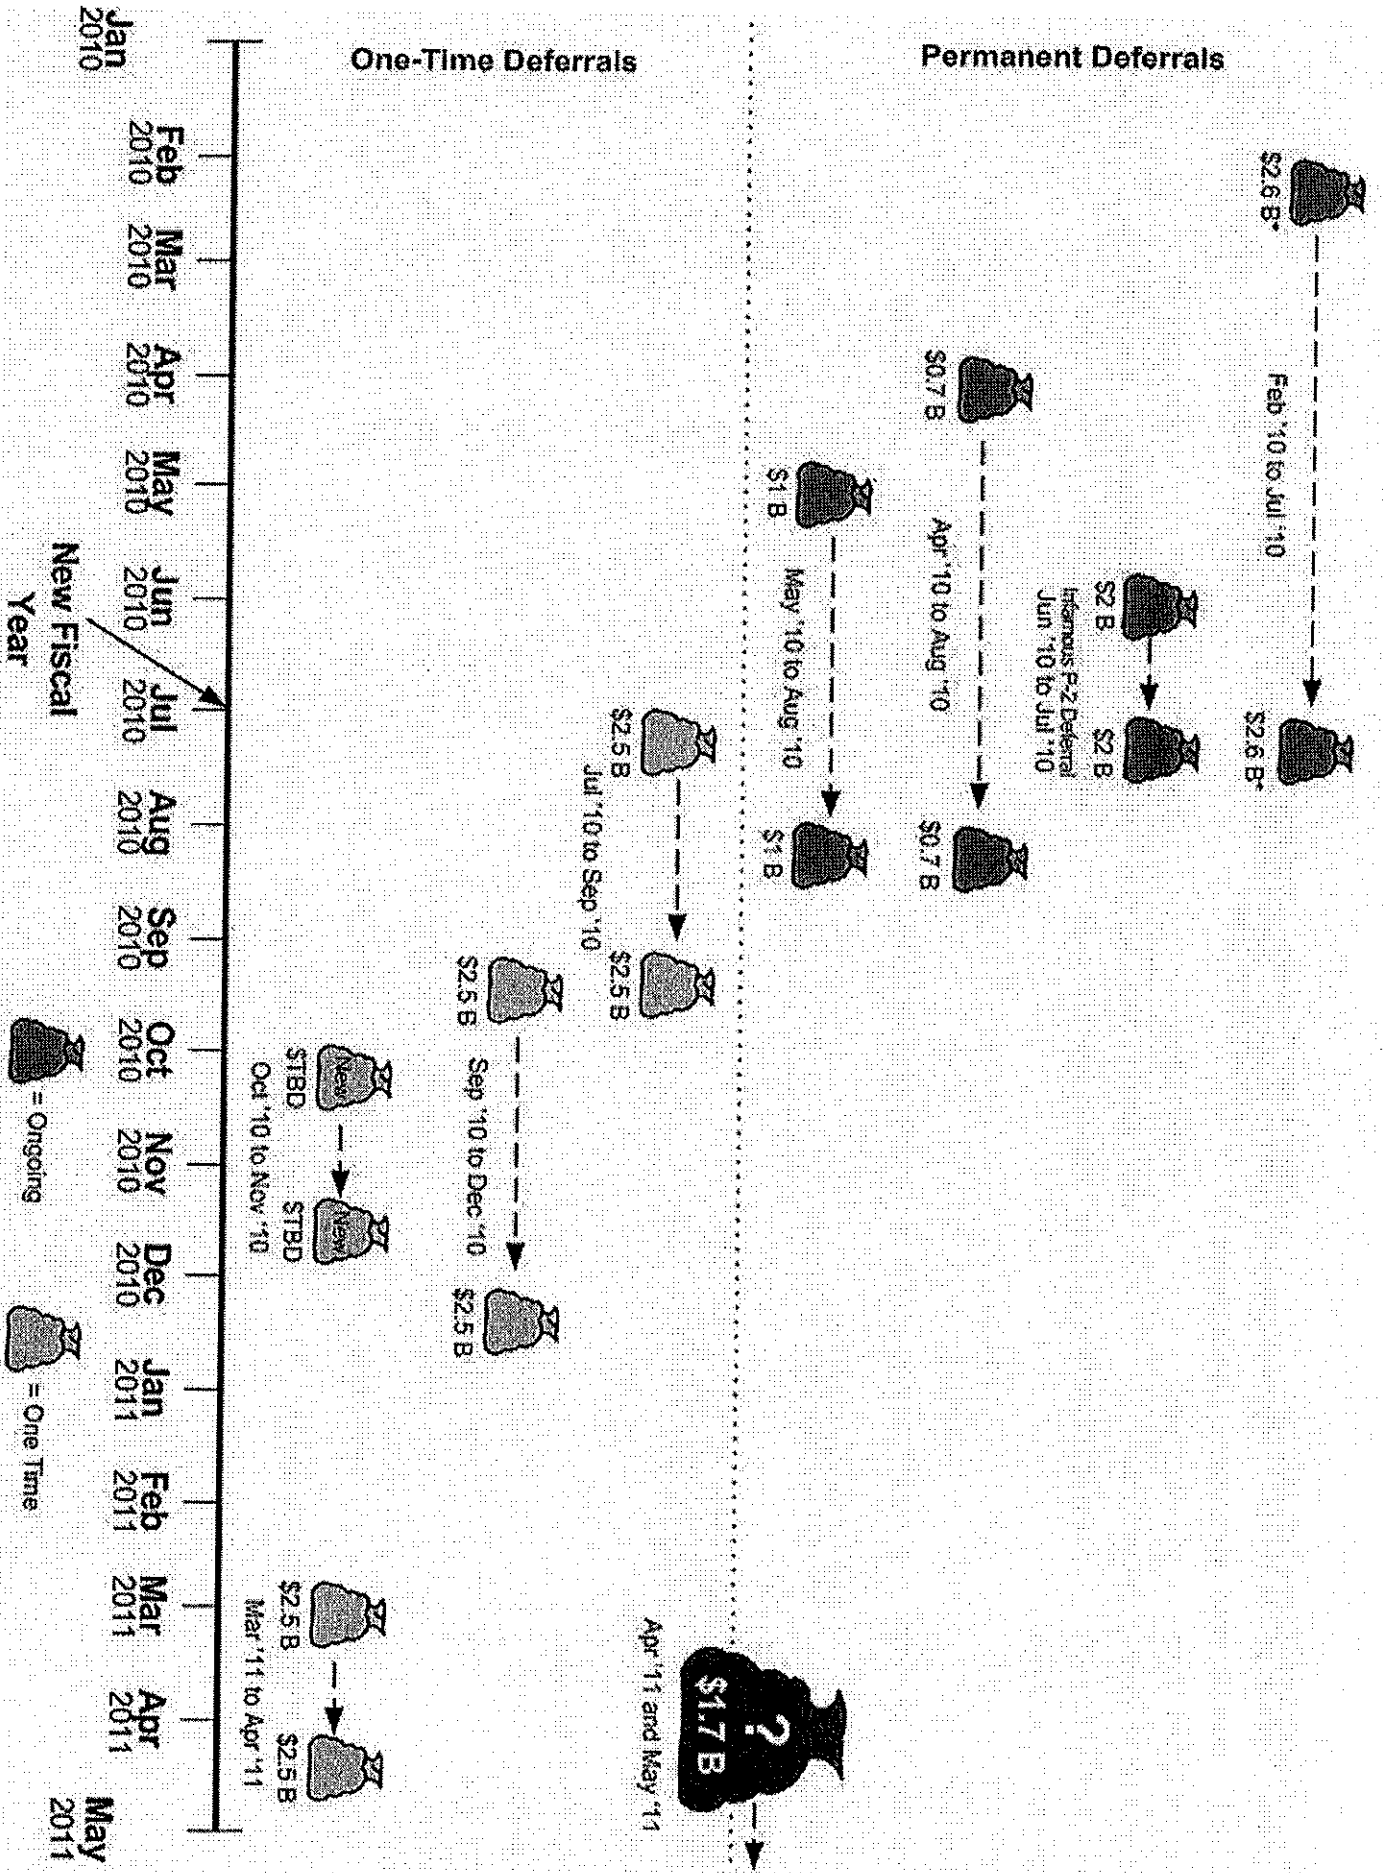 Permanent Deferrals
$2.6 B*
Feb '10 to Jul '10
$2.6 B*
$2 B
$2 B
Infamous P-2 Deferral
Jun '10 to Jul '10
$0.7 B
Apr '10 to Aug '10
$0.7 B
$1 B
May '10 to Aug '10
$1 B
?
$1.7 B
Apr '11 and May '11
One-Time Deferrals
$2.5 B
$2.5 B
Jul '10 to Sep '10
$2.5 B
Sep '10 to Dec '10
$2.5 B
New
$TBD
New
$TBD
Oct '10 to Nov '10
$2.5 B
$2.5 B
Mar '11 to Apr '11
Jan
2010
Feb
2010
Mar
2010
Apr
2010
May
2010
Jun
2010
Jul
2010
Aug
2010
Sep
2010
Oct
2010
Nov
2010
Dec
2010
Jan
2011
Feb
2011
Mar
2011
Apr
2011
May
2011
New Fiscal
Year
= Ongoing
= One Time